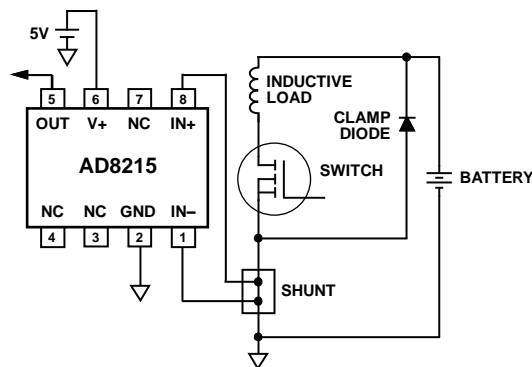 5V
5
6
7
8
OUT
V+
NC
IN+
AD8215
NC
NC
GND
IN–
4
3
2
1
INDUCTIVE
LOAD
CLAMP
DIODE
SWITCH
BATTERY
SHUNT